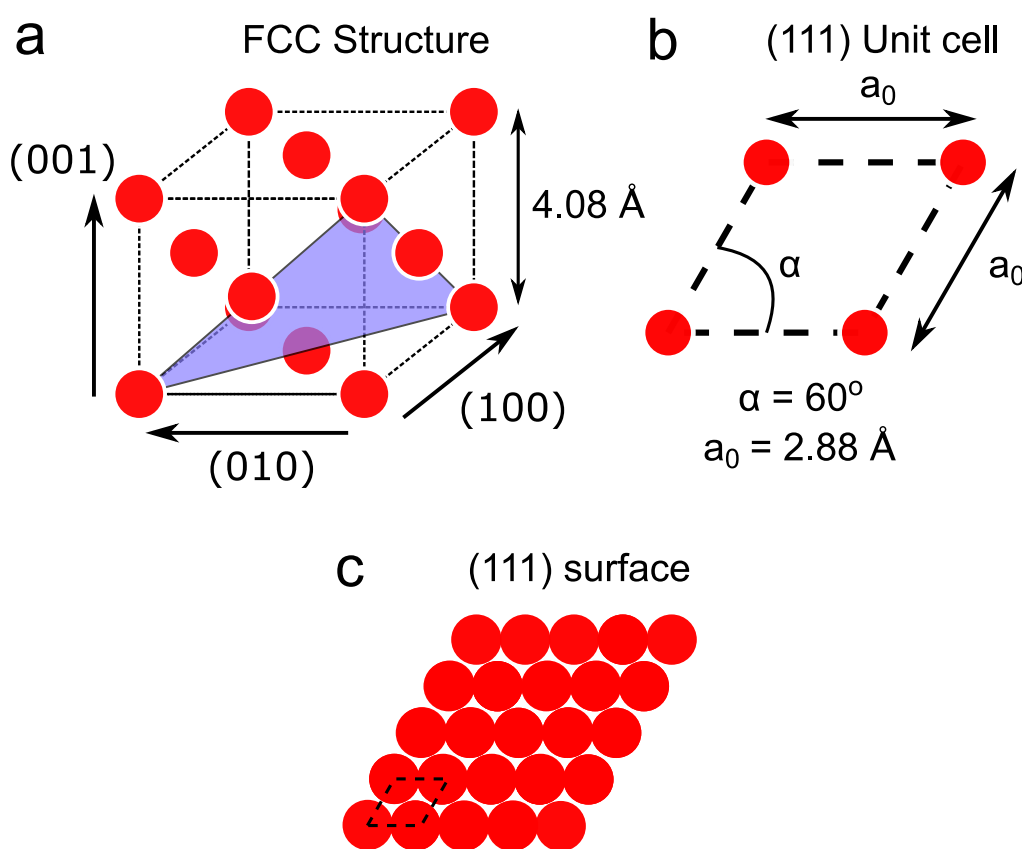 a
FCC Structure
(001)
4.08 Å
(100)
(010)
b
(111) Unit cell
a₀
a₀
α
α = 60º
a₀ = 2.88 Å
c
(111) surface